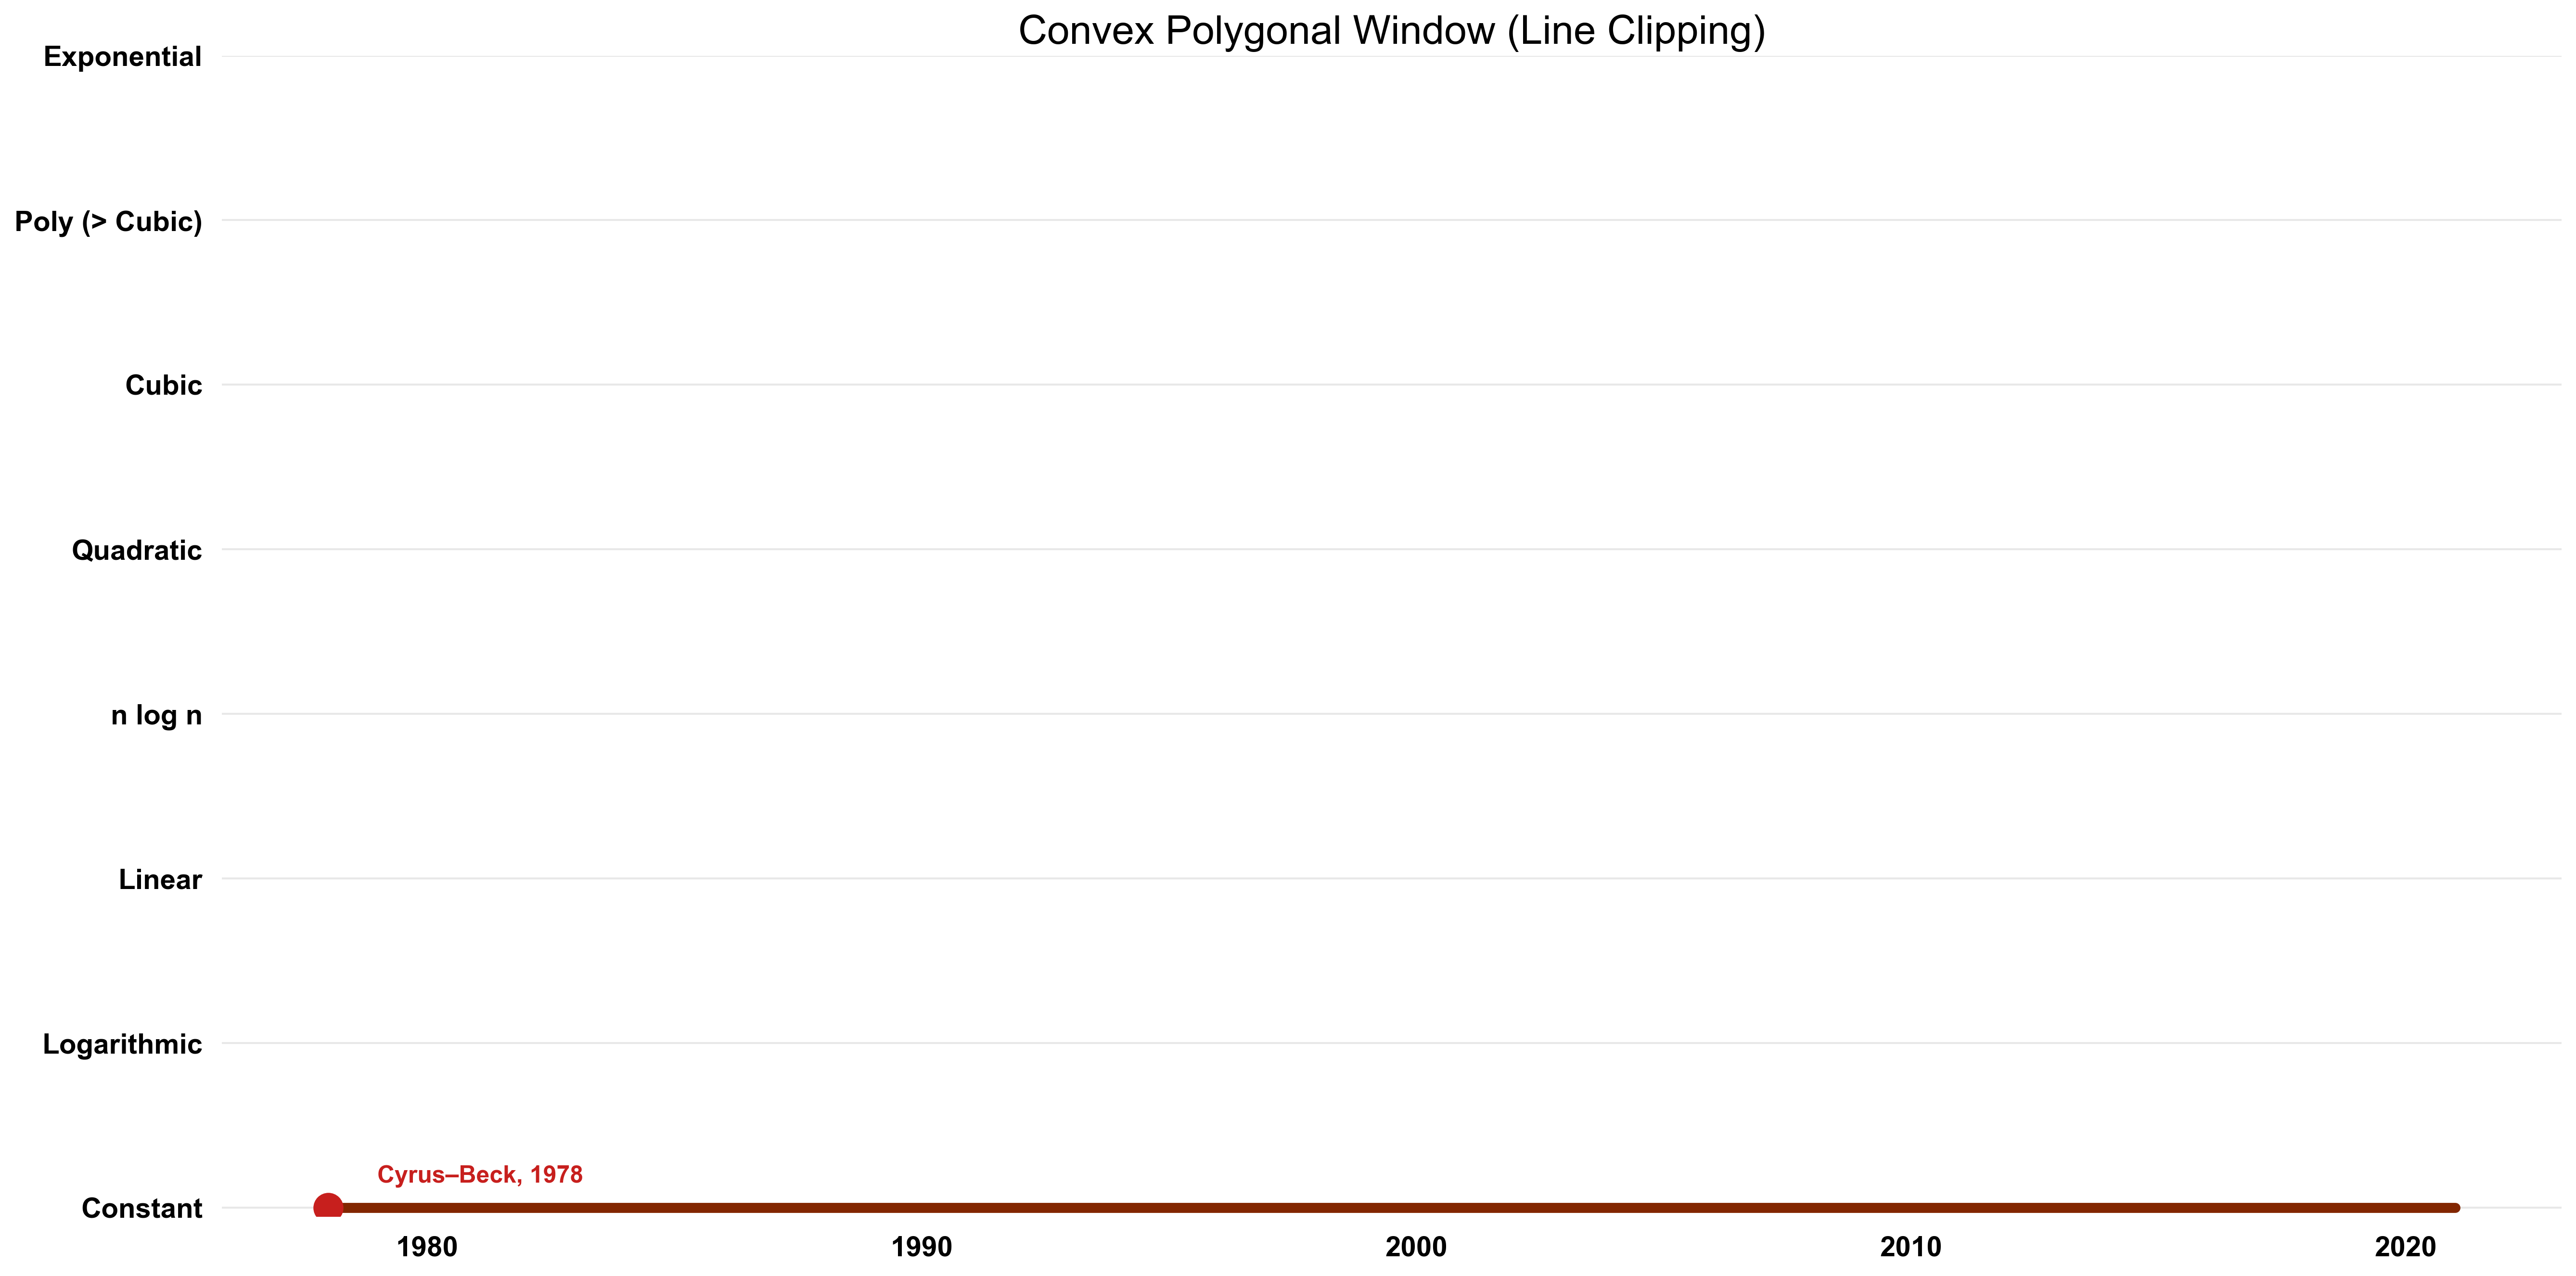 Convex Polygonal Window (Line Clipping)
Exponential
Poly (> Cubic)
Cubic
Quadratic
n log n
Linear
Logarithmic
Cyrus–Beck, 1978
Constant
1980 1990 2000 2010 2020